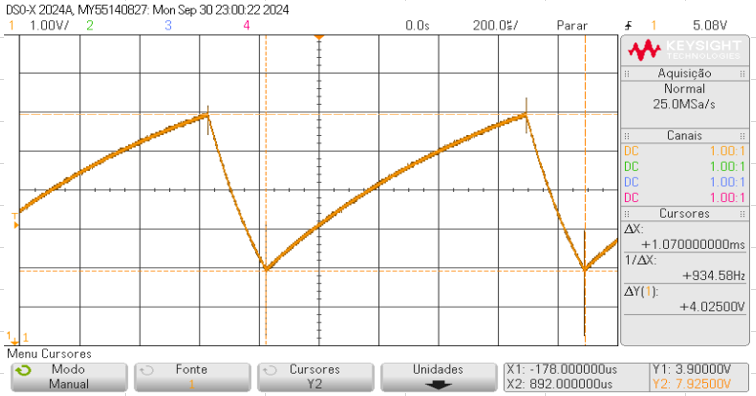 DSO-X 2024A, MY55140827: Mon Sep 30 23:00:22 2024
1 1.00V/ 2 3 4 0.0s 200.0µs/ Parar 1 5.08V
KEYSIGHT
TECHNOLOGIES
Aquisição
Normal
25.0MSa/s
Canais
DC 1.00:1
DC 1.00:1
DC 1.00:1
DC 1.00:1
Cursores
ΔX:
+1.070000000ms
1/ΔX:
+934.58Hz
ΔY(1):
+4.02500V
T
1 1
Menu Cursores
Modo
Manual
Fonte
1
Cursores
Y2
Unidades
X1: -178.000000us
X2: 892.000000us
Y1: 3.90000V
Y2: 7.92500V